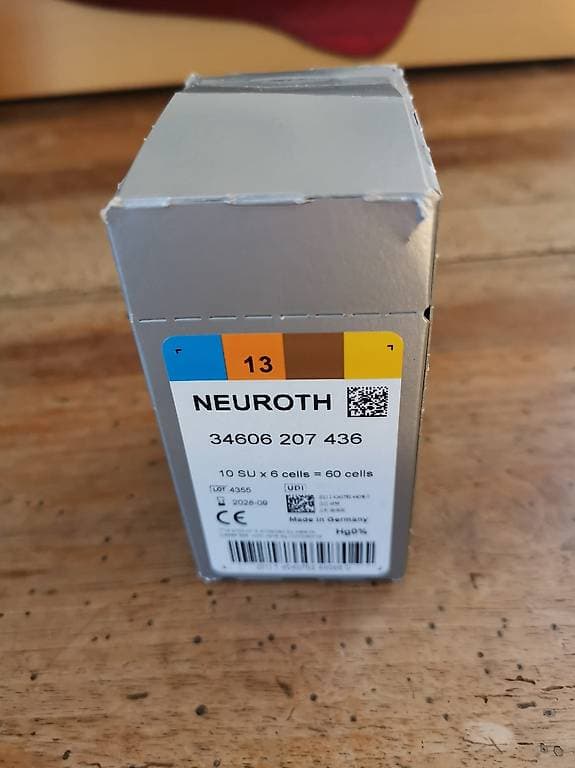 13
NEUROTH
34606 207 436
10 SU x 6 cells = 60 cells
LOT 4355
UDI
2028-09
CE
Made in Germany
Hg0%